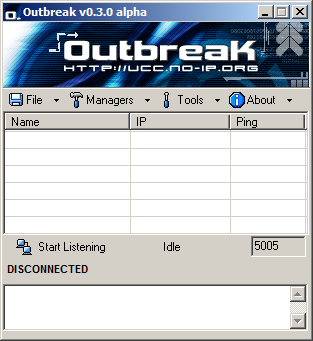 Outbreak v0.3.0 alpha
OutbreaK
HTTP://UCC.NO-IP.ORG
File Managers Tools About
Name IP Ping
Start Listening Idle 5005
DISCONNECTED